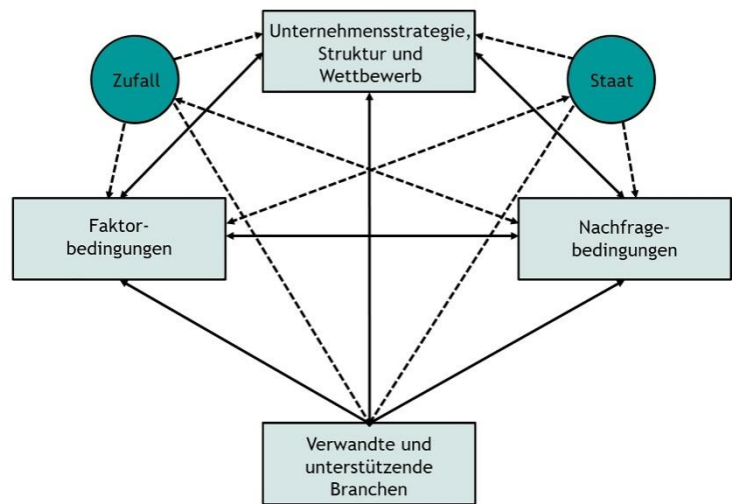 Unternehmensstrategie,
Struktur und
Wettbewerb
Zufall
Staat
Faktor-
bedingungen
Nachfrage-
bedingungen
Verwandte und
unterstützende
Branchen